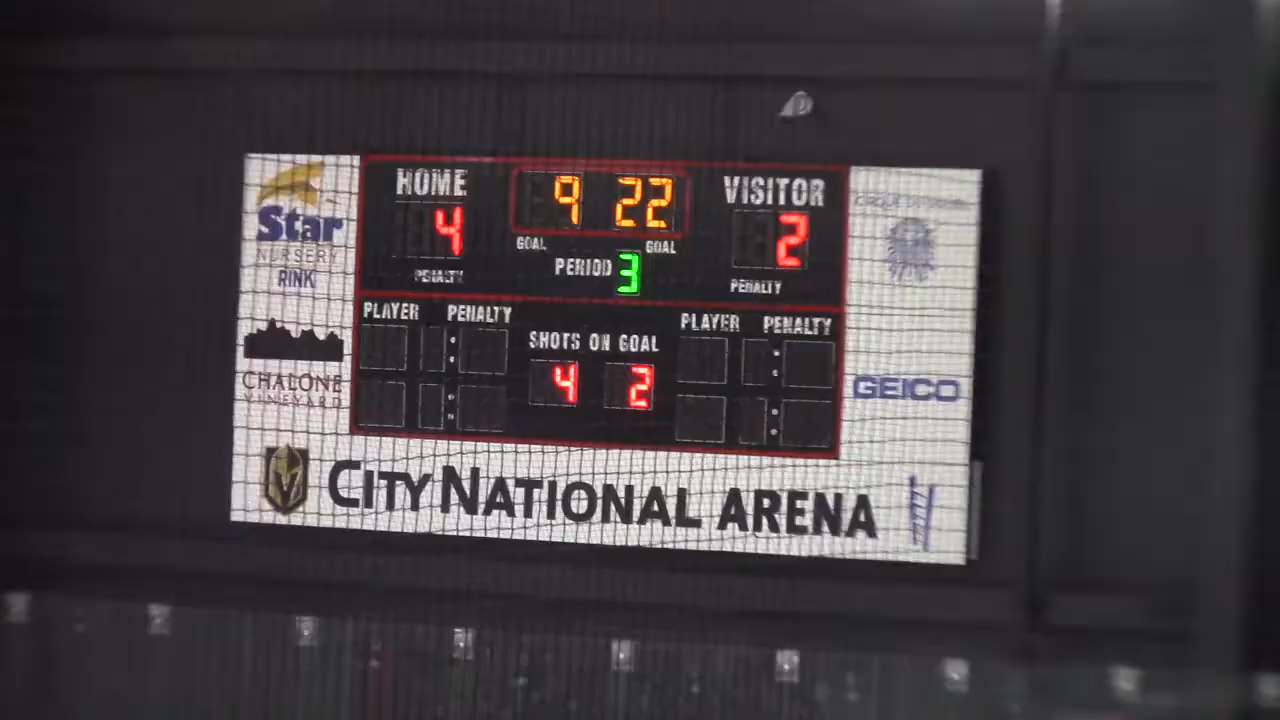 HOME
9 22
VISITOR
4
2
GOAL
GOAL
PERIOD 3
PENALTY
PENALTY
PLAYER PENALTY
PLAYER PENALTY
SHOTS ON GOAL
4 2
Star
NURSERY
RINK
CHALONE
VINEYARD
GEICO
CITY NATIONAL ARENA